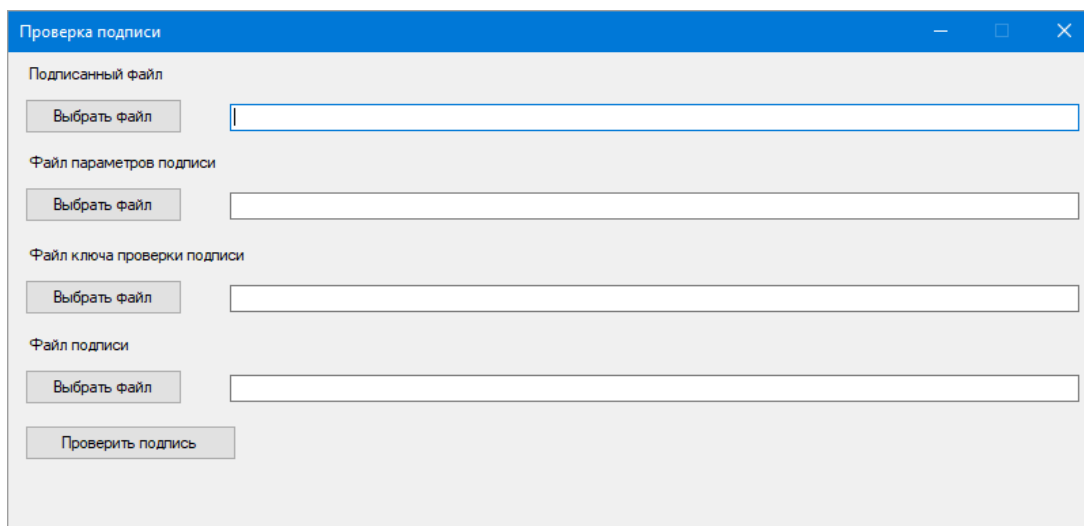 Проверка подписи
Подписанный файл
Выбрать файл
Файл параметров подписи
Выбрать файл
Файл ключа проверки подписи
Выбрать файл
Файл подписи
Выбрать файл
Проверить подпись